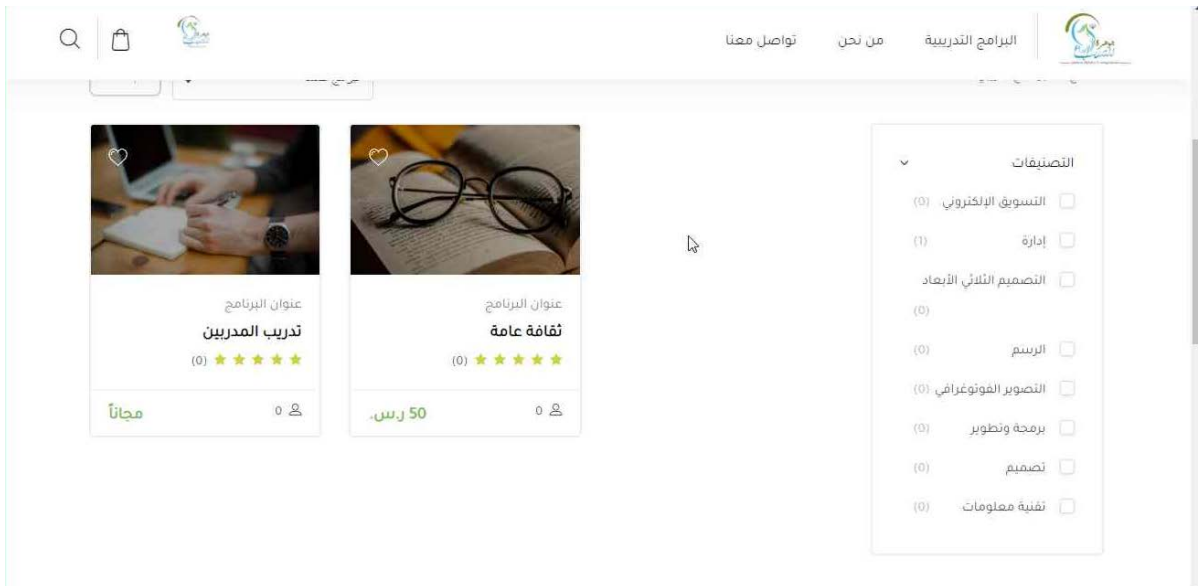 البرامج التدريبية
من نحن
تواصل معنا
التصنيفات
التسويق الإلكتروني (0)
إدارة (1)
التصميم الثلاثي الأبعاد
(0)
الرسم (0)
التصوير الفوتوغرافي (0)
برمجة وتطوير (0)
تصميم (0)
تقنية معلومات (0)
عنوان البرنامج
ثقافة عامة
(0)
0
50 ر.س.
عنوان البرنامج
تدريب المدربين
(0)
0
مجاناً